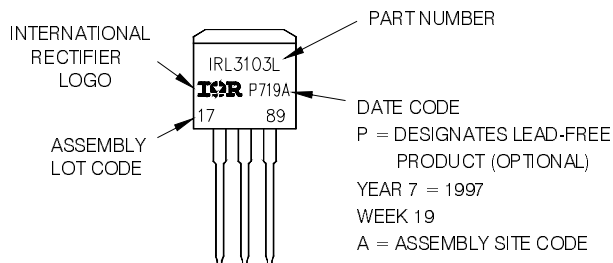 PART NUMBER
INTERNATIONAL
RECTIFIER
LOGO
IRL3103L
IOR P719A
17 89
ASSEMBLY
LOT CODE
DATE CODE
P = DESIGNATES LEAD-FREE
PRODUCT (OPTIONAL)
YEAR 7 = 1997
WEEK 19
A = ASSEMBLY SITE CODE